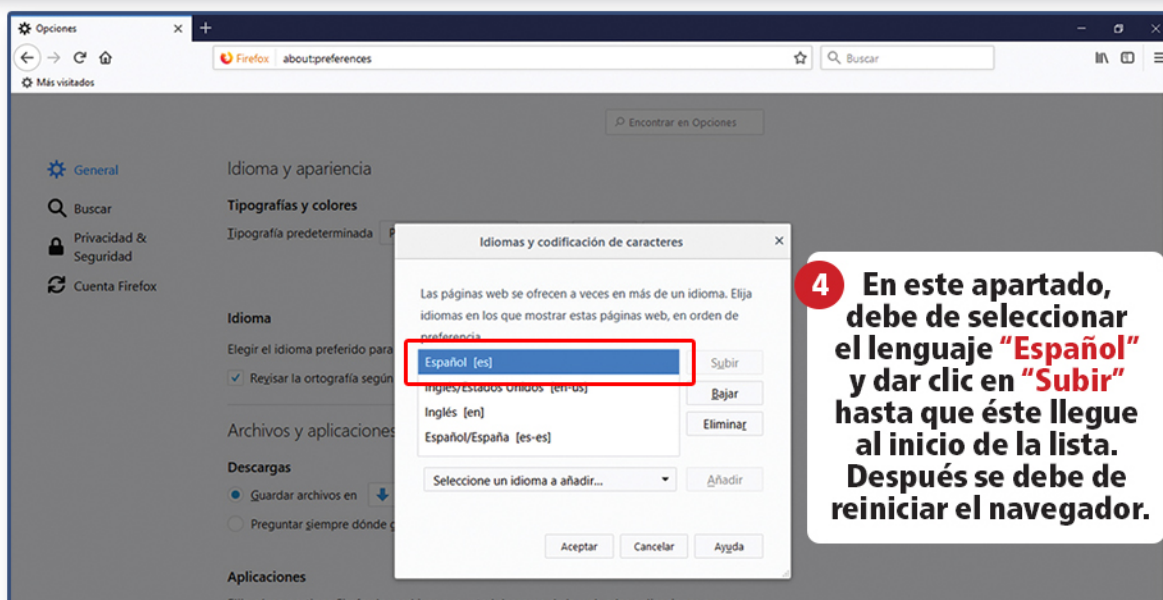 Opciones
Firefox about:preferences
Buscar
Más visitados
Encontrar en Opciones
General
Buscar
Privacidad &
Seguridad
Cuenta Firefox
Idioma y apariencia
Tipografías y colores
Tipografía predeterminada
Idioma
Elegir el idioma preferido para
Revisar la ortografía según
Archivos y aplicaciones
Descargas
Guardar archivos en
Preguntar siempre dónde
Aplicaciones
Idiomas y codificación de caracteres
Las páginas web se ofrecen a veces en más de un idioma. Elija
idiomas en los que mostrar estas páginas web, en orden de
preferencia.
Español [es]
Inglés/Estados Unidos [en-us]
Inglés [en]
Español/España [es-es]
Subir
Bajar
Eliminar
Seleccione un idioma a añadir...
Añadir
Aceptar
Cancelar
Ayuda
4
En este apartado,
debe de seleccionar
el lenguaje “Español”
y dar clic en “Subir”
hasta que éste llegue
al inicio de la lista.
Después se debe de
reiniciar el navegador.